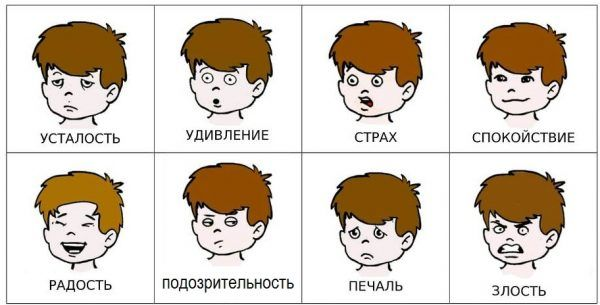 УСТАЛОСТЬ
УДИВЛЕНИЕ
СТРАХ
СПОКОЙСТВИЕ
РАДОСТЬ
ПОДОЗРИТЕЛЬНОСТЬ
ПЕЧАЛЬ
ЗЛОСТЬ